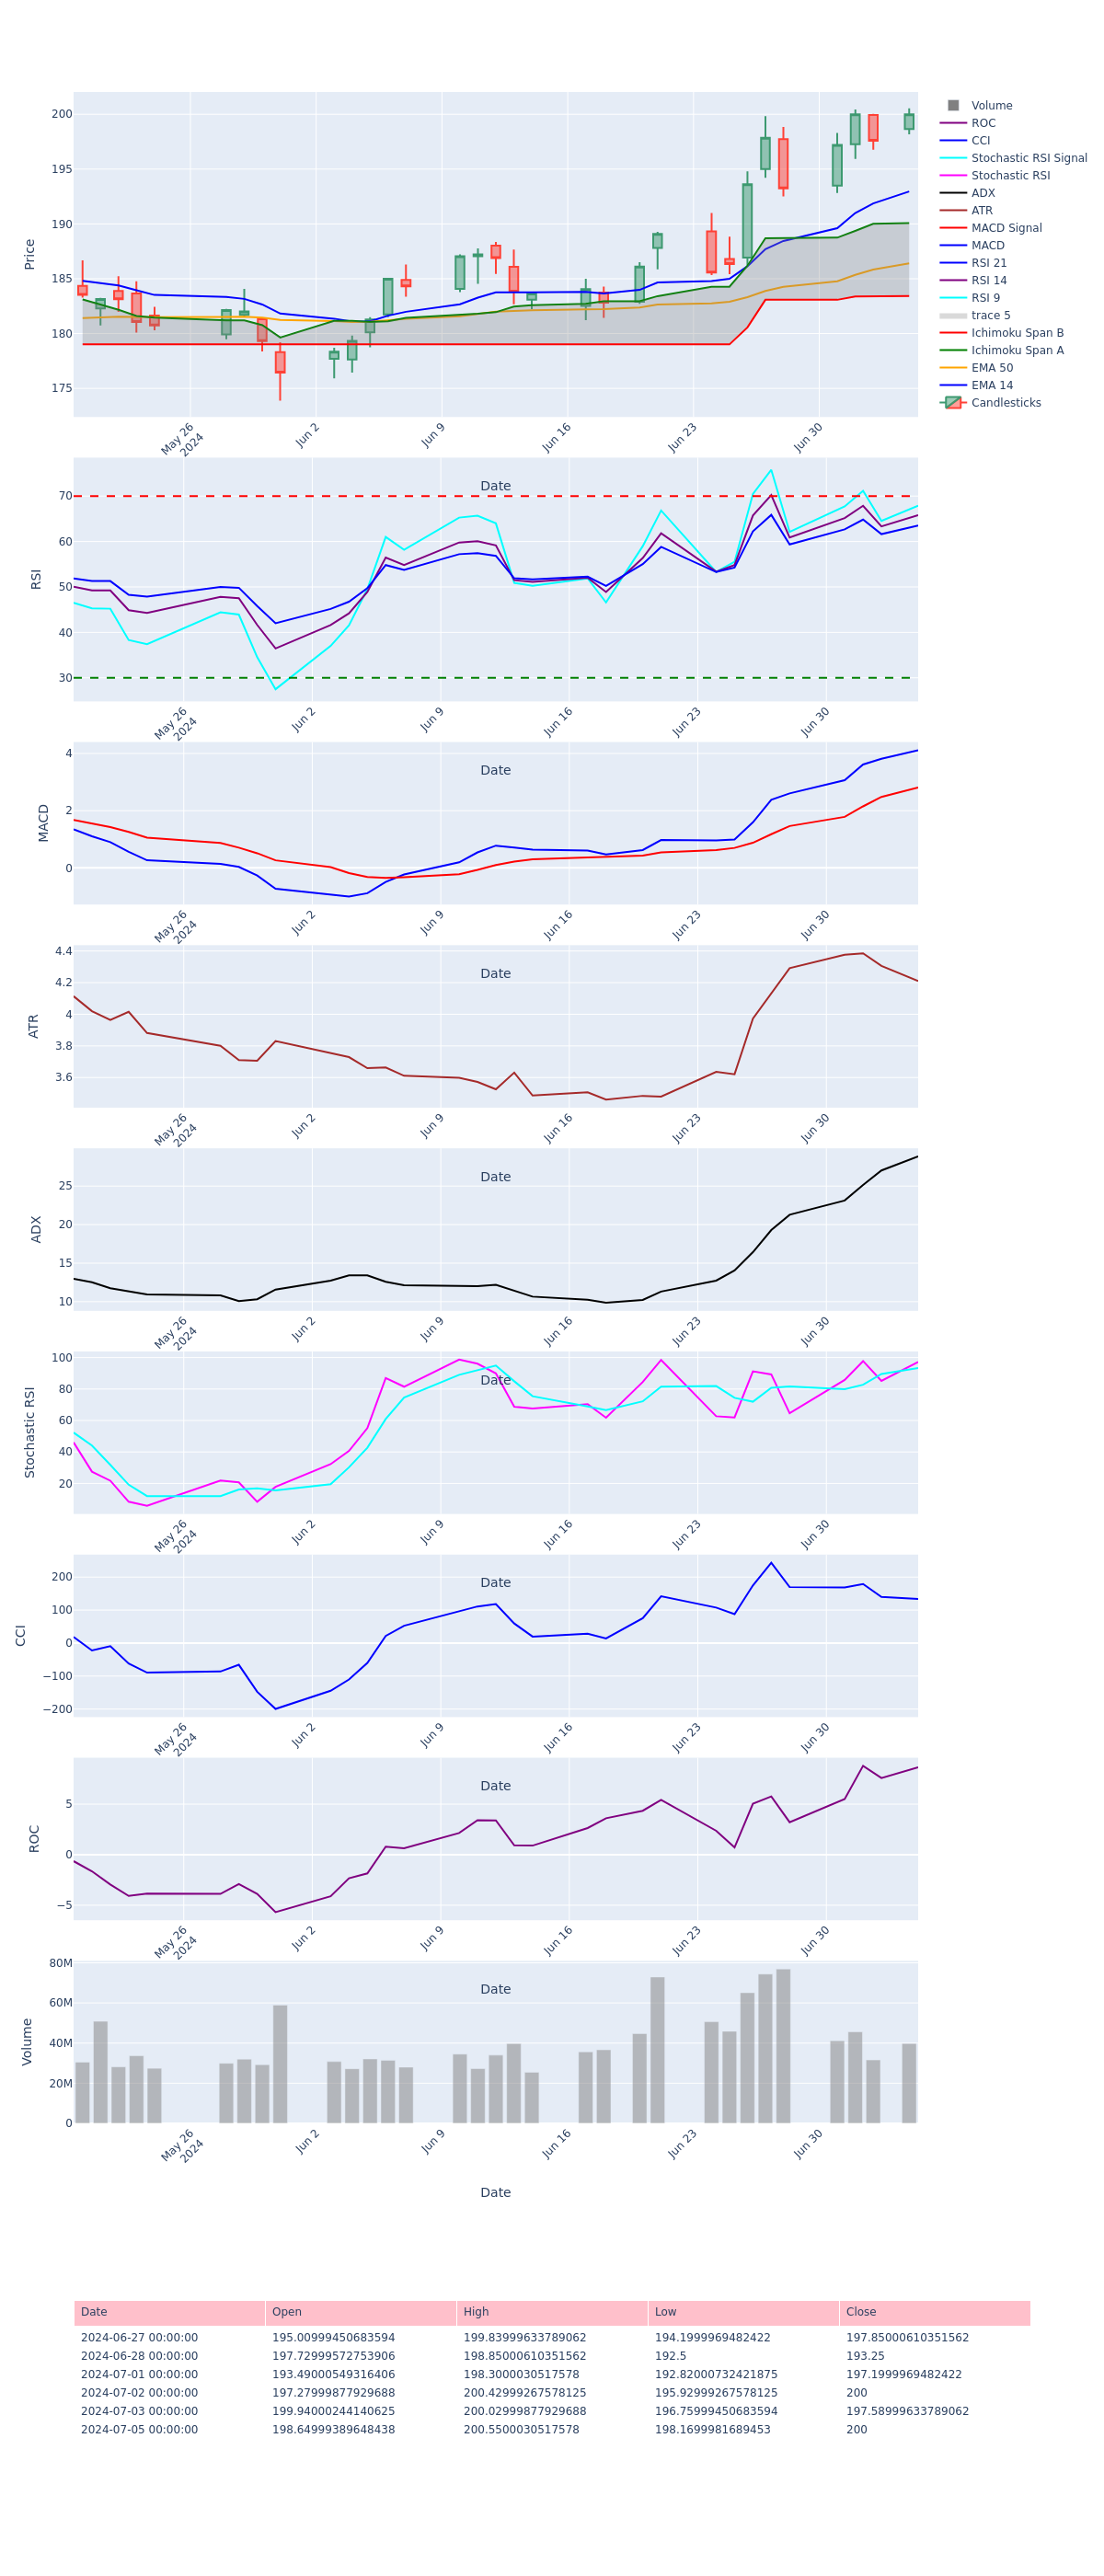 200
195
190
185
180
175
Price
May 26
2024
Jun 2
Jun 9
Jun 16
Jun 23
Jun 30
Date
Volume
ROC
CCI
Stochastic RSI Signal
Stochastic RSI
ADX
ATR
MACD Signal
MACD
RSI 21
RSI 14
RSI 9
trace 5
Ichimoku Span B
Ichimoku Span A
EMA 50
EMA 14
Candlesticks
70
60
50
40
30
RSI
May 26
2024
Jun 2
Jun 9
Jun 16
Jun 23
Jun 30
Date
4
2
0
MACD
May 26
2024
Jun 2
Jun 9
Jun 16
Jun 23
Jun 30
Date
4.4
4.2
4
3.8
3.6
ATR
May 26
2024
Jun 2
Jun 9
Jun 16
Jun 23
Jun 30
Date
25
20
15
10
ADX
May 26
2024
Jun 2
Jun 9
Jun 16
Jun 23
Jun 30
Date
100
80
60
40
20
Stochastic RSI
May 26
2024
Jun 2
Jun 9
Jun 16
Jun 23
Jun 30
Date
200
100
0
−100
−200
CCI
May 26
2024
Jun 2
Jun 9
Jun 16
Jun 23
Jun 30
Date
5
0
−5
ROC
May 26
2024
Jun 2
Jun 9
Jun 16
Jun 23
Jun 30
Date
80M
60M
40M
20M
0
Volume
May 26
2024
Jun 2
Jun 9
Jun 16
Jun 23
Jun 30
Date
Date Open High Low Close
2024-06-27 00:00:00 195.00999450683594 199.83999633789062 194.1999969482422 197.85000610351562
2024-06-28 00:00:00 197.72999572753906 198.85000610351562 192.5 193.25
2024-07-01 00:00:00 193.49000549316406 198.3000030517578 192.82000732421875 197.1999969482422
2024-07-02 00:00:00 197.27999877929688 200.42999267578125 195.92999267578125 200
2024-07-03 00:00:00 199.94000244140625 200.02999877929688 196.75999450683594 197.58999633789062
2024-07-05 00:00:00 198.64999389648438 200.5500030517578 198.1699981689453 200